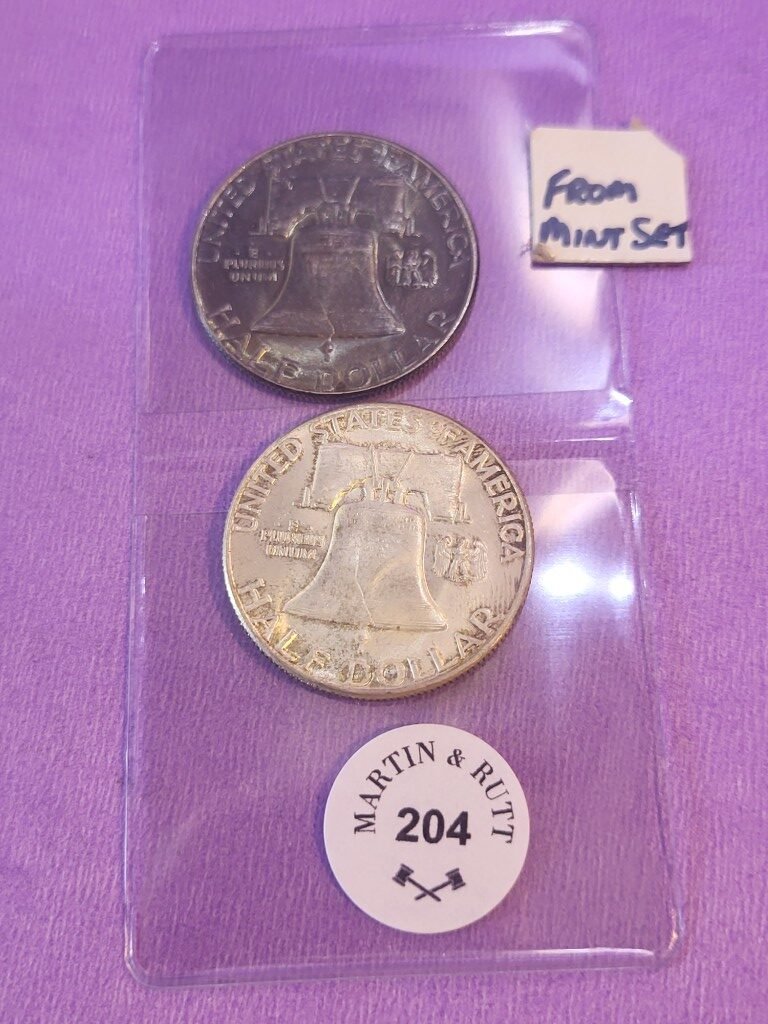 UNITED STATES OF AMERICA
E
PLURIBUS
UNUM
HALF DOLLAR
FROM
MINT SET
UNITED STATES OF AMERICA
E
PLURIBUS
UNUM
HALF DOLLAR
MARTIN & RUTT
204